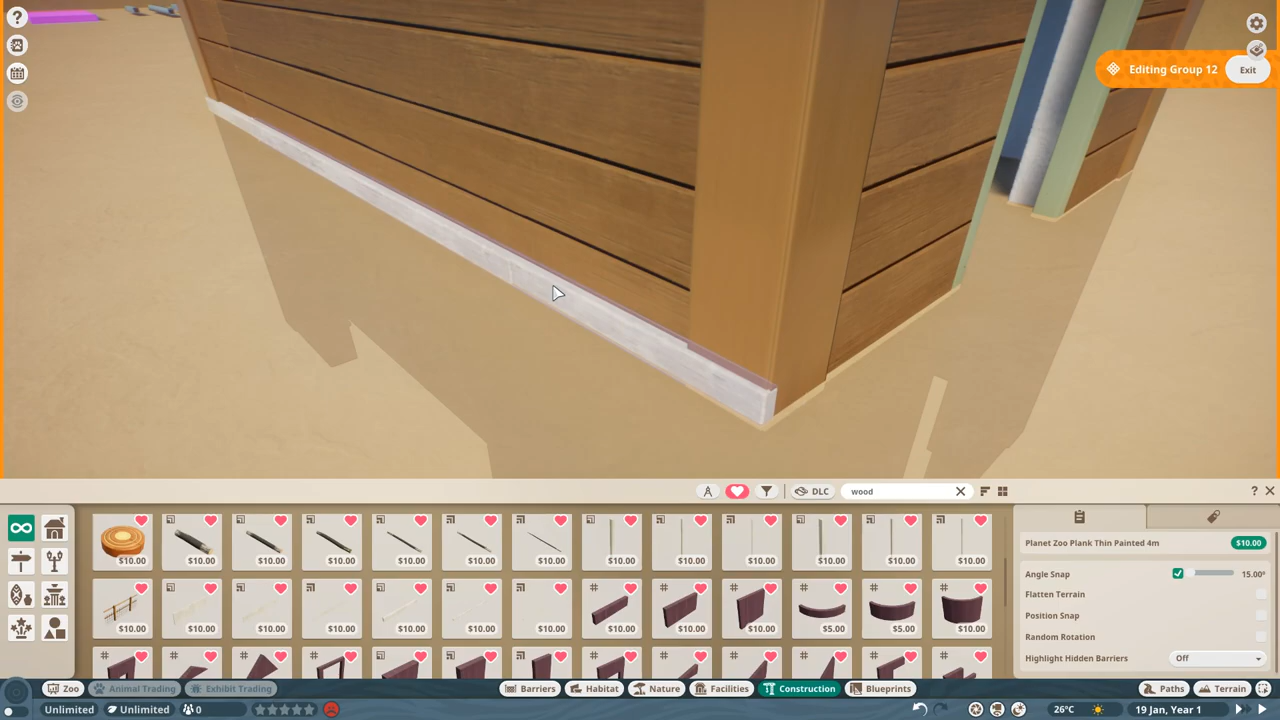 ?
Editing Group 12
Exit
DLC
wood
?
$10.00 $10.00 $10.00 $10.00 $10.00 $10.00 $10.00 $10.00 $10.00 $10.00 $10.00 $10.00 $10.00
$10.00 $10.00 $10.00 $10.00 $10.00 $10.00 $10.00 $10.00 $10.00 $10.00 $5.00 $5.00 $10.00
Planet Zoo Plank Thin Painted 4m $10.00
Angle Snap 15.00°
Flatten Terrain
Position Snap
Random Rotation
Highlight Hidden Barriers Off
Zoo Animal Trading Exhibit Trading Barriers Habitat Nature Facilities Construction Blueprints Paths Terrain
Unlimited Unlimited 0 26°C 19 Jan, Year 1